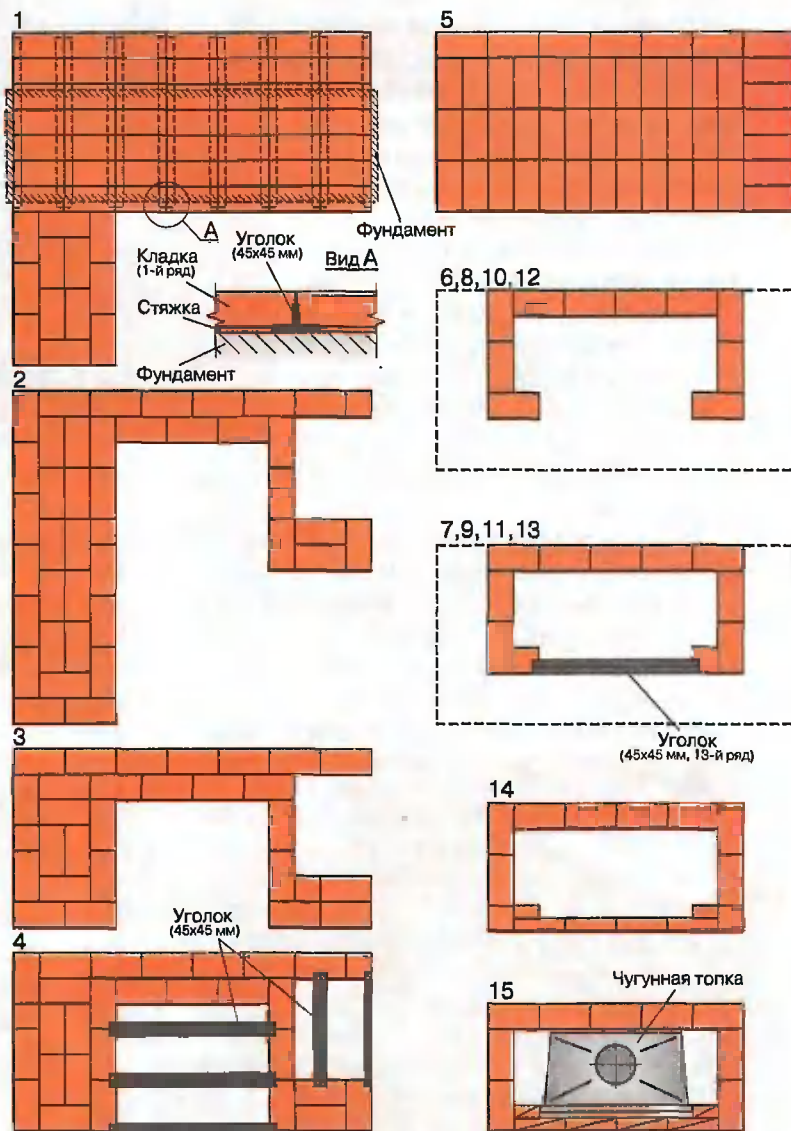 1
А
Фундамент
Кладка
(1-й ряд)
Уголок
(45х45 мм)
Вид А
Стяжка
Фундамент
2
3
Уголок
(45х45 мм)
4
5
6,8,10,12
7,9,11,13
Уголок
(45х45 мм, 13-й ряд)
14
15
Чугунная топка